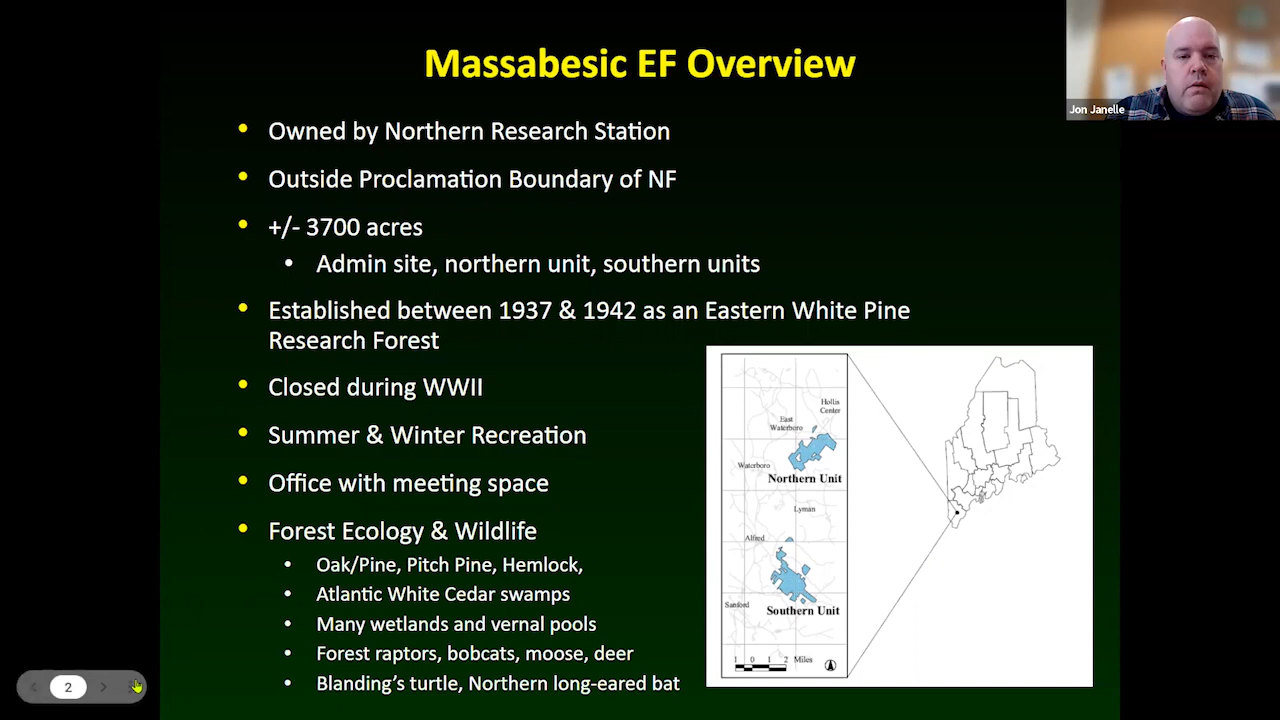 Massabesic EF Overview
Jon Janelle
• Owned by Northern Research Station
• Outside Proclamation Boundary of NF
• +/- 3700 acres
• Admin site, northern unit, southern units
• Established between 1937 & 1942 as an Eastern White Pine
Research Forest
• Closed during WWII
• Summer & Winter Recreation
• Office with meeting space
• Forest Ecology & Wildlife
• Oak/Pine, Pitch Pine, Hemlock,
• Atlantic White Cedar swamps
• Many wetlands and vernal pools
• Forest raptors, bobcats, moose, deer
• Blanding’s turtle, Northern long-eared bat
Hollis
Center
East
Waterboro
Waterboro
Northern Unit
Lyman
Alfred
Sanford
Southern Unit
1 0 1 2 Miles
2